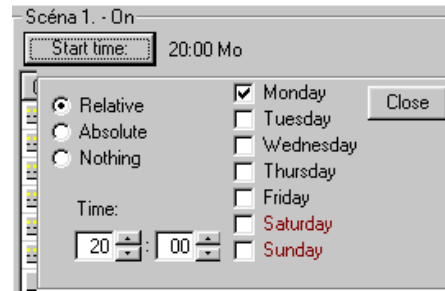 Scéna 1. - On
Start time: 20:00 Mo
Relative
Absolute
Nothing
Time:
20 : 00
Monday
Tuesday
Wednesday
Thursday
Friday
Saturday
Sunday
Close